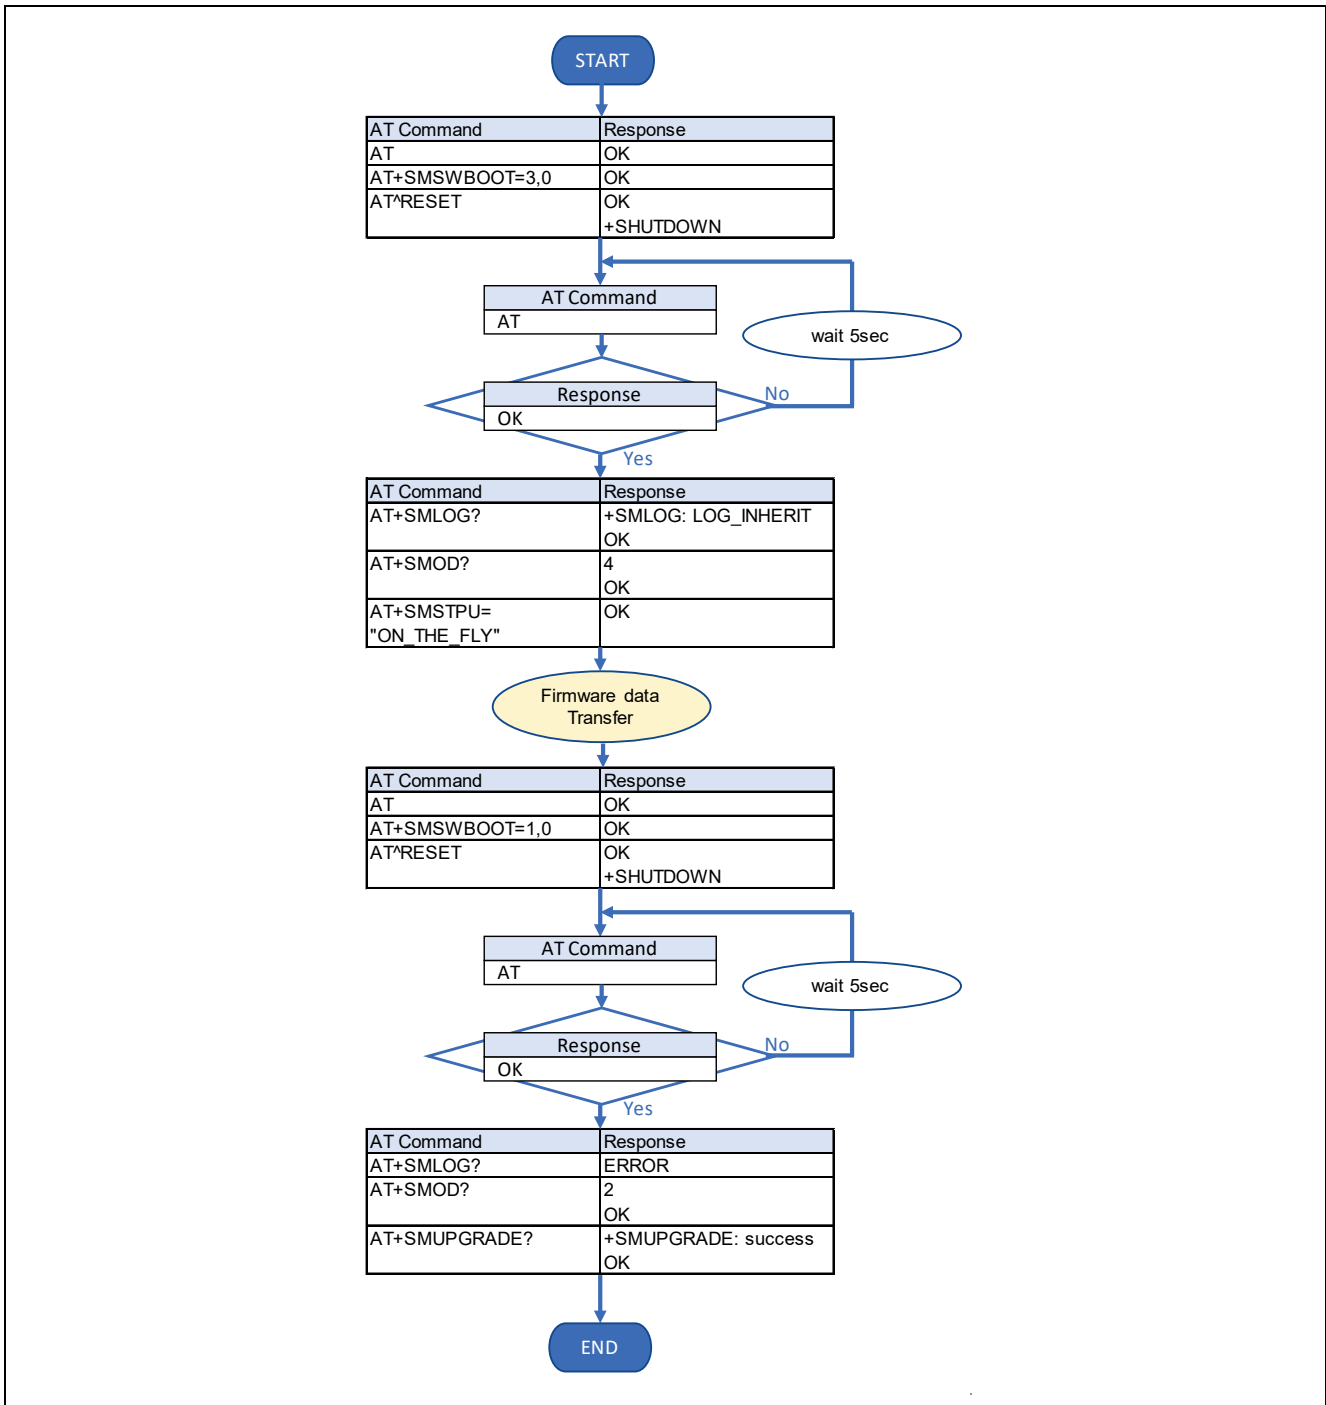 START
AT Command Response
AT OK
AT+SMSWBOOT=3,0 OK
AT^RESET OK
+SHUTDOWN
AT Command
AT
wait 5sec
Response
OK
No
Yes
AT Command Response
AT+SMLOG? +SMLOG: LOG_INHERIT
OK
AT+SMOD? 4
OK
AT+SMSTPU= OK
"ON_THE_FLY"
Firmware data
Transfer
AT Command Response
AT OK
AT+SMSWBOOT=1,0 OK
AT^RESET OK
+SHUTDOWN
AT Command
AT
wait 5sec
Response
OK
No
Yes
AT Command Response
AT+SMLOG? ERROR
AT+SMOD? 2
OK
AT+SMUPGRADE? +SMUPGRADE: success
OK
END